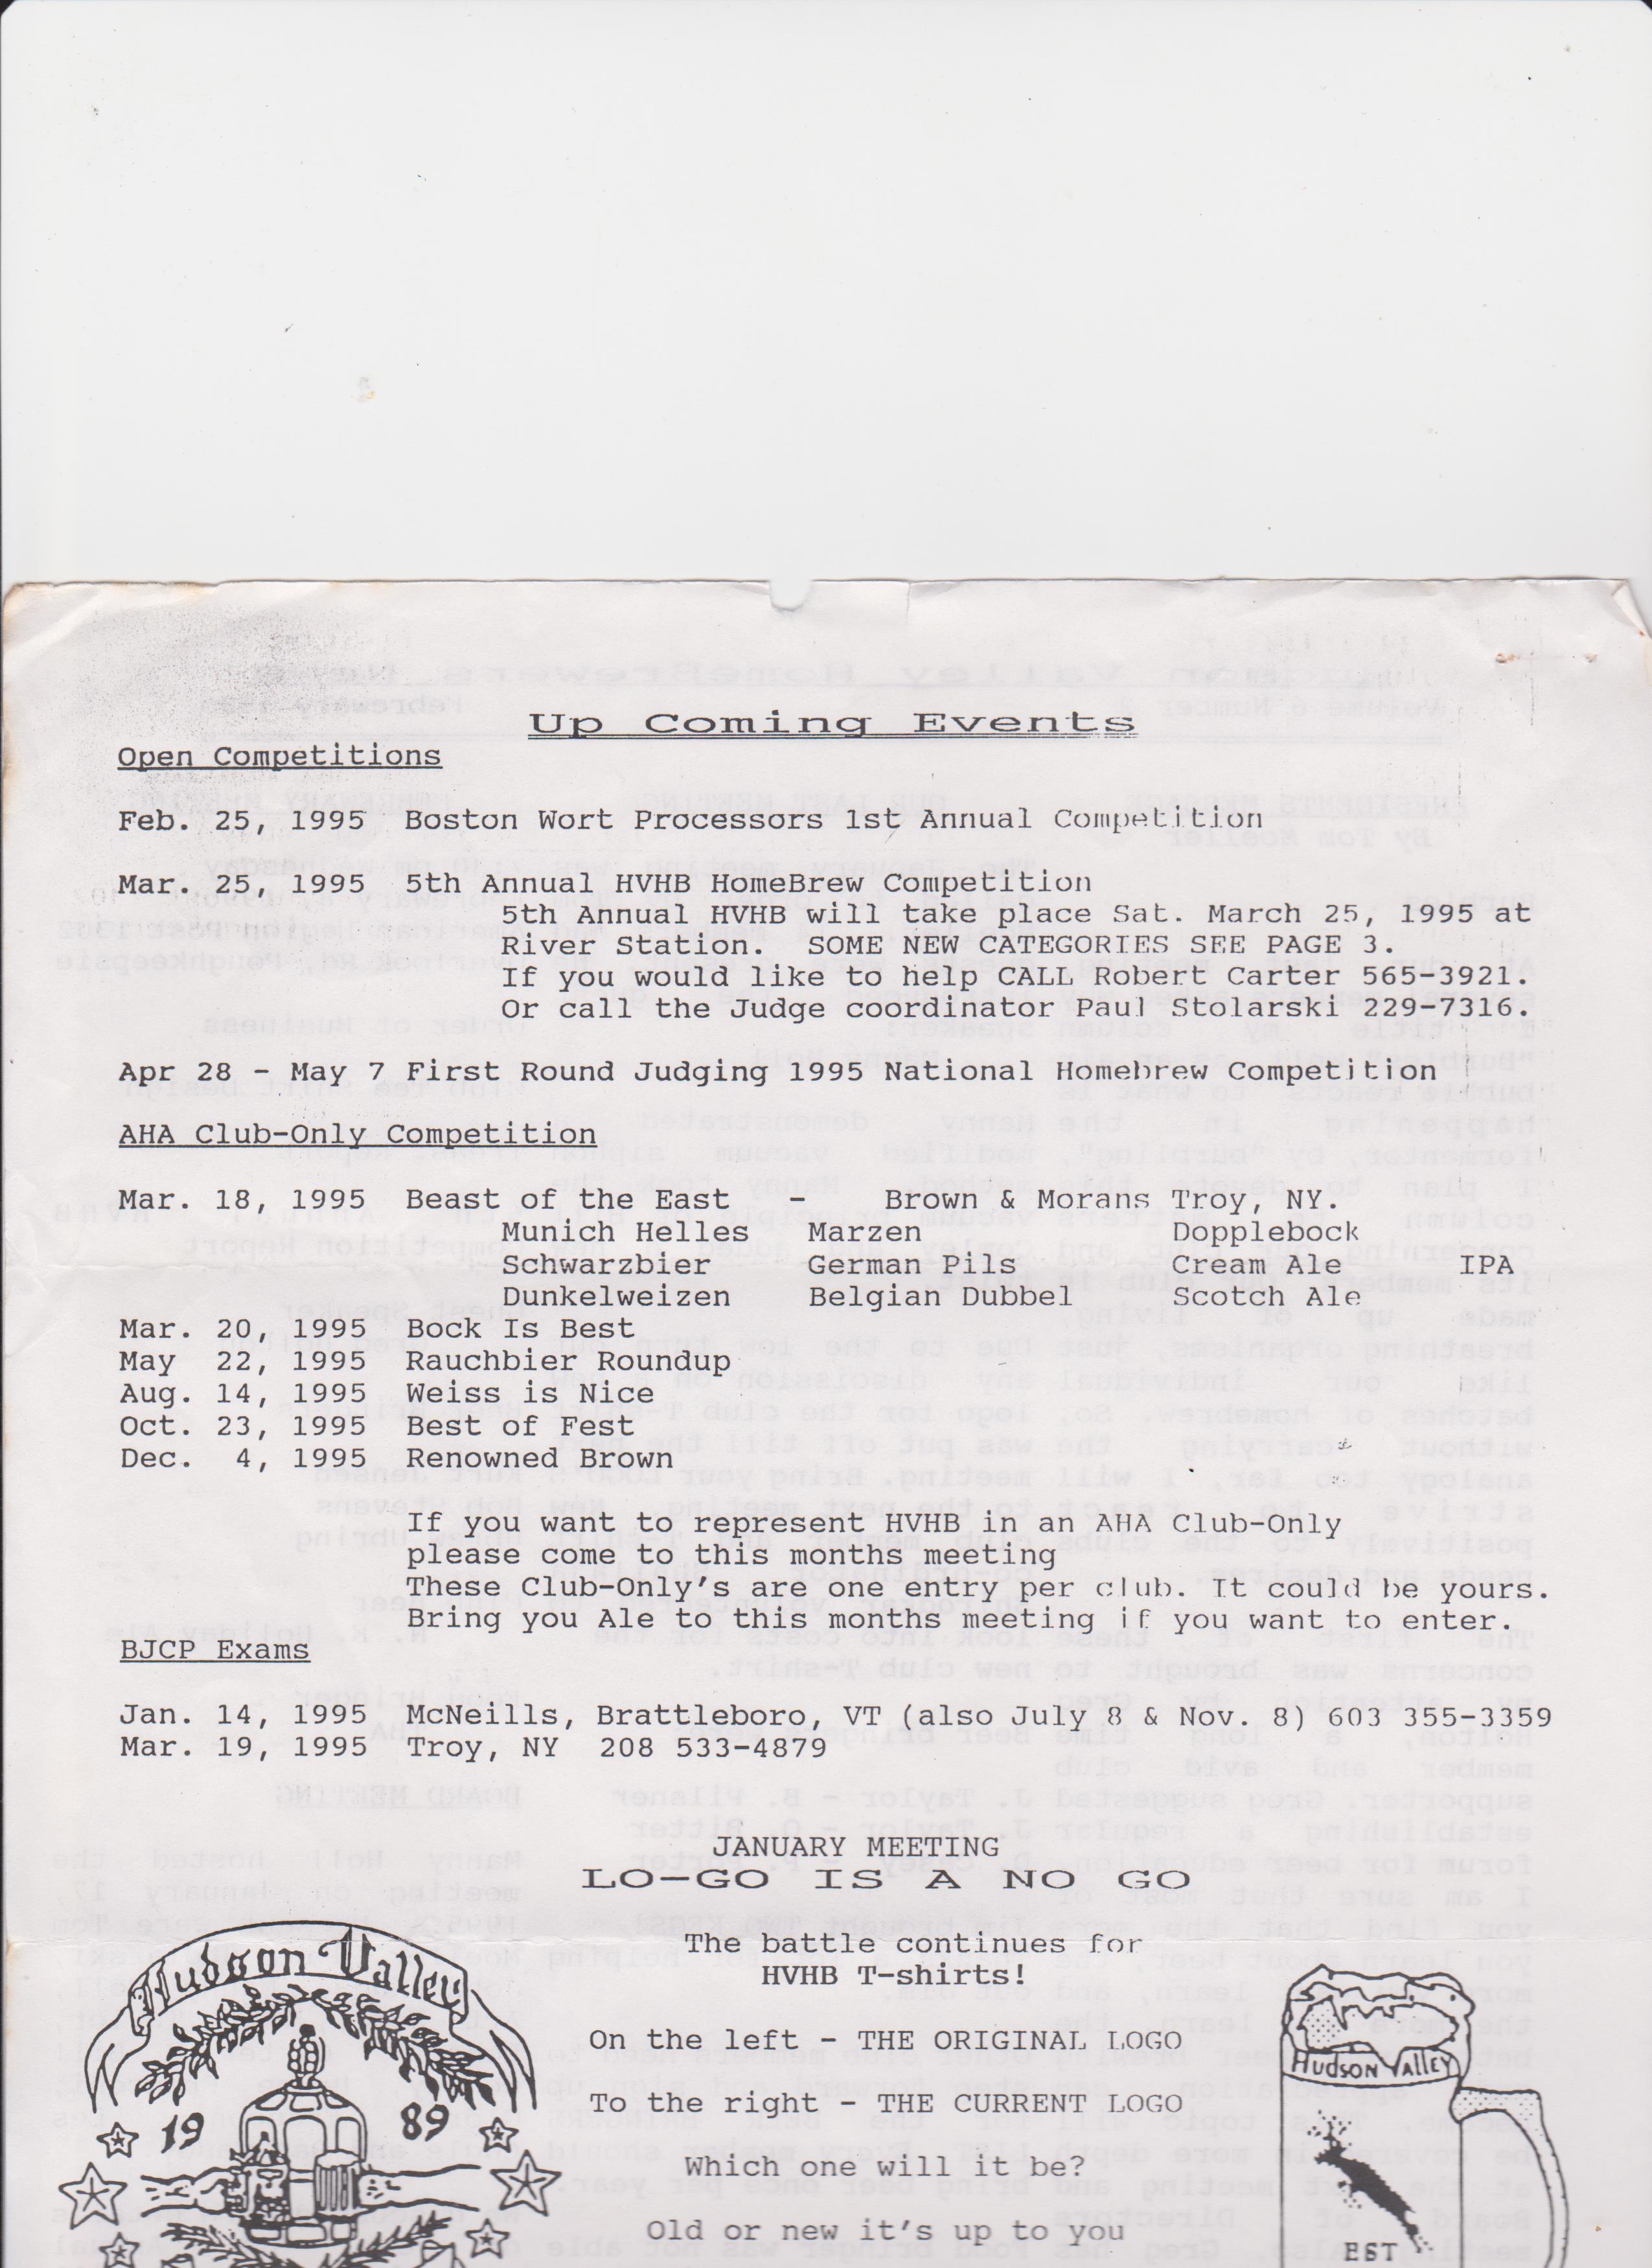 Up Coming Events
Open Competitions
Feb. 25, 1995 Boston Wort Processors 1st Annual Competition
Mar. 25, 1995 5th Annual HVHB HomeBrew Competition
5th Annual HVHB will take place Sat. March 25, 1995 at
River Station. SOME NEW CATEGORIES SEE PAGE 3.
If you would like to help CALL Robert Carter 565-3921.
Or call the Judge coordinator Paul Stolarski 229-7316.
Apr 28 - May 7 First Round Judging 1995 National Homebrew Competition
AHA Club-Only Competition
Mar. 18, 1995 Beast of the East - Brown & Morans Troy, NY.
Munich Helles Marzen Dopplebock
Schwarzbier German Pils Cream Ale IPA
Dunkelweizen Belgian Dubbel Scotch Ale
Mar. 20, 1995 Bock Is Best
May 22, 1995 Rauchbier Roundup
Aug. 14, 1995 Weiss is Nice
Oct. 23, 1995 Best of Fest
Dec. 4, 1995 Renowned Brown
If you want to represent HVHB in an AHA Club-Only
please come to this months meeting
These Club-Only's are one entry per club. It could be yours.
Bring you Ale to this months meeting if you want to enter.
BJCP Exams
Jan. 14, 1995 McNeills, Brattleboro, VT (also July 8 & Nov. 8) 603 355-3359
Mar. 19, 1995 Troy, NY 208 533-4879
JANUARY MEETING
LO-GO IS A NO GO
The battle continues for
HVHB T-shirts!
On the left - THE ORIGINAL LOGO
To the right - THE CURRENT LOGO
Which one will it be?
Old or new it's up to you
Hudson Valley
19 89
Hudson Valley
EST